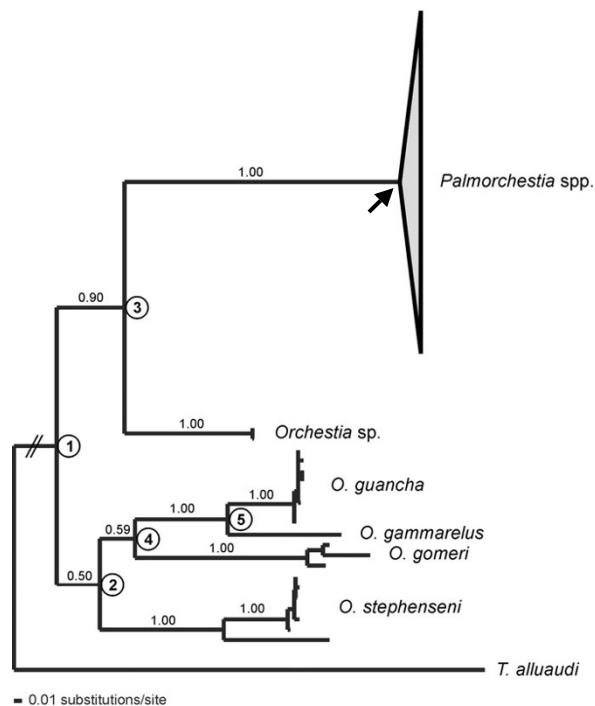 1.00
Palmorchestia spp.
0.90
3
1.00
Orchestia sp.
1
1.00
O. guancha
1.00
5
0.59
O. gammarelus
4
1.00
O. gomeri
0.50
2
1.00
O. stephenseni
1.00
T. alluaudi
0.01 substitutions/site